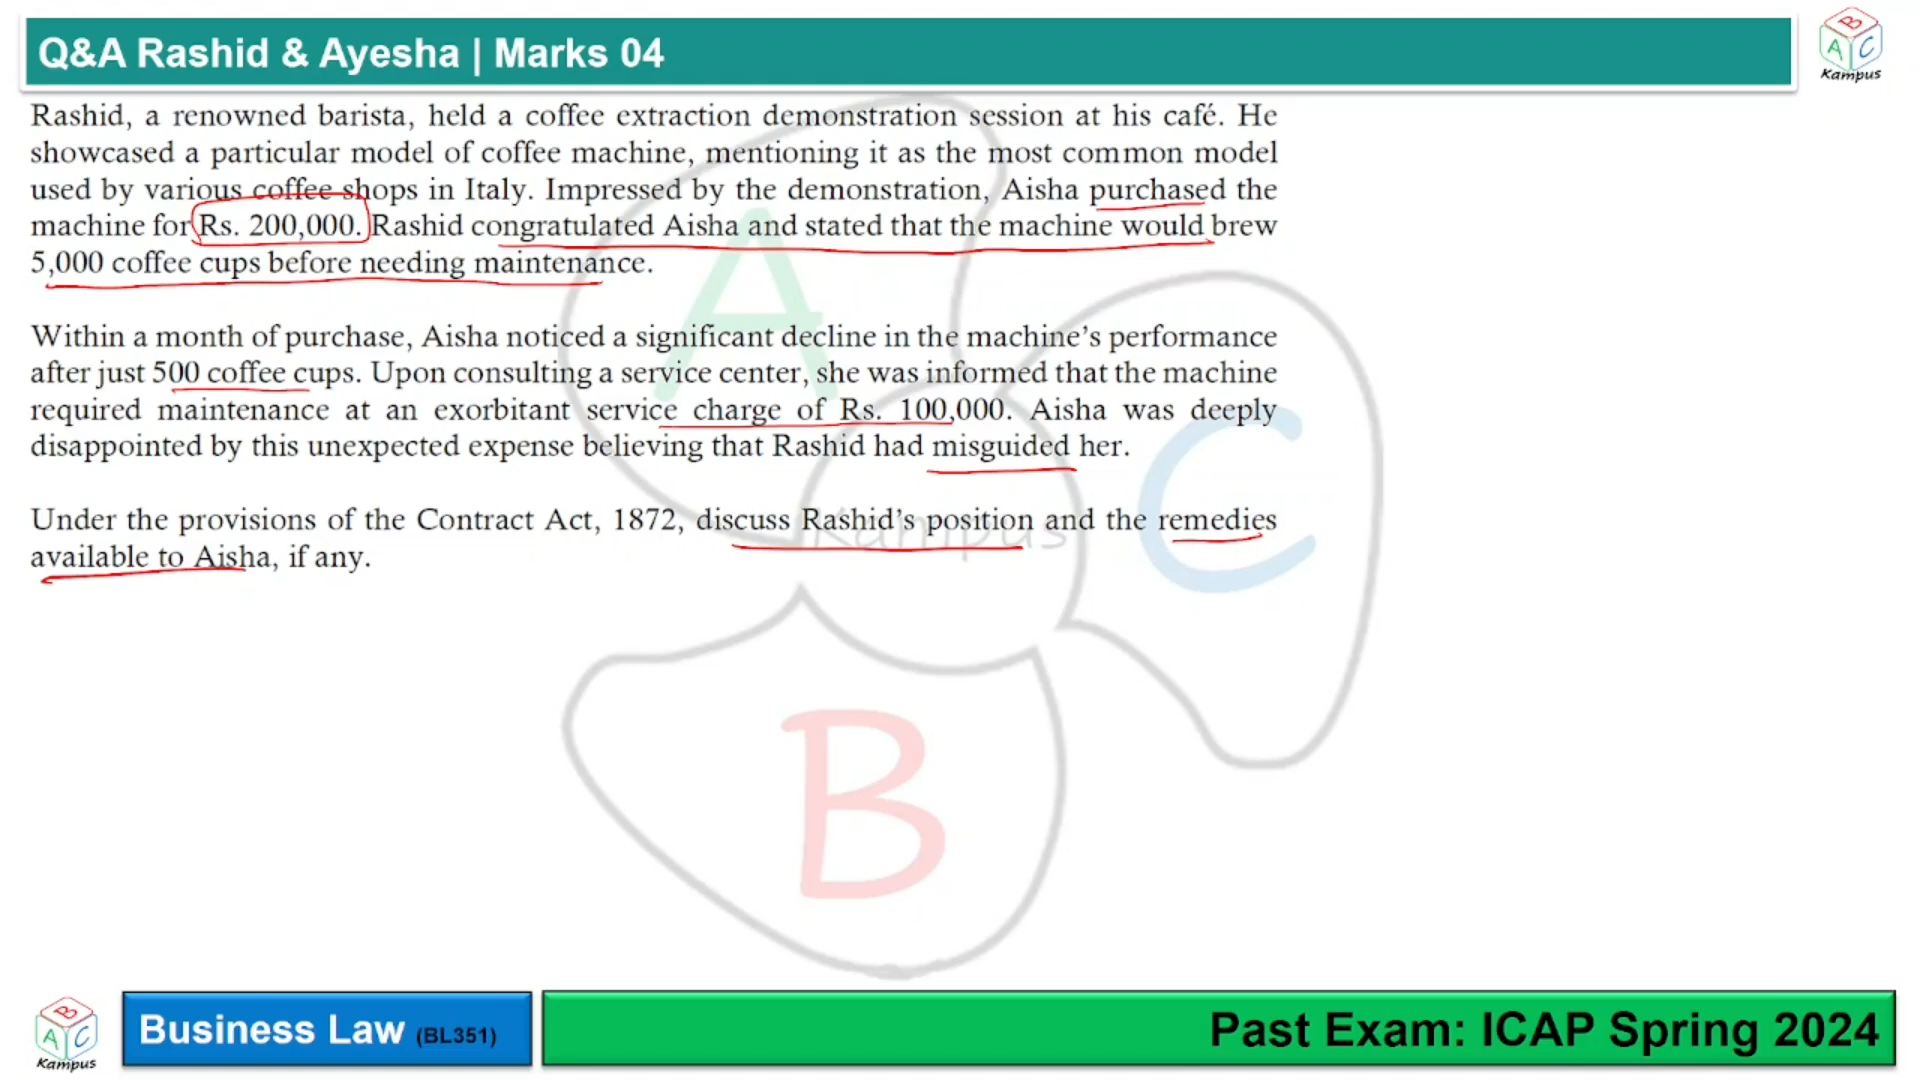 Q&A Rashid & Ayesha | Marks 04
B
A C
Kampus
Rashid, a renowned barista, held a coffee extraction demonstration session at his café. He
showcased a particular model of coffee machine, mentioning it as the most common model
used by various coffee shops in Italy. Impressed by the demonstration, Aisha purchased the
machine for Rs. 200,000. Rashid congratulated Aisha and stated that the machine would brew
5,000 coffee cups before needing maintenance.
Within a month of purchase, Aisha noticed a significant decline in the machine's performance
after just 500 coffee cups. Upon consulting a service center, she was informed that the machine
required maintenance at an exorbitant service charge of Rs. 100,000. Aisha was deeply
disappointed by this unexpected expense believing that Rashid had misguided her.
Under the provisions of the Contract Act, 1872, discuss Rashid's position and the remedies
available to Aisha, if any.
A
C
Kampus
B
B
A C
Kampus
Business Law (BL351)
Past Exam: ICAP Spring 2024